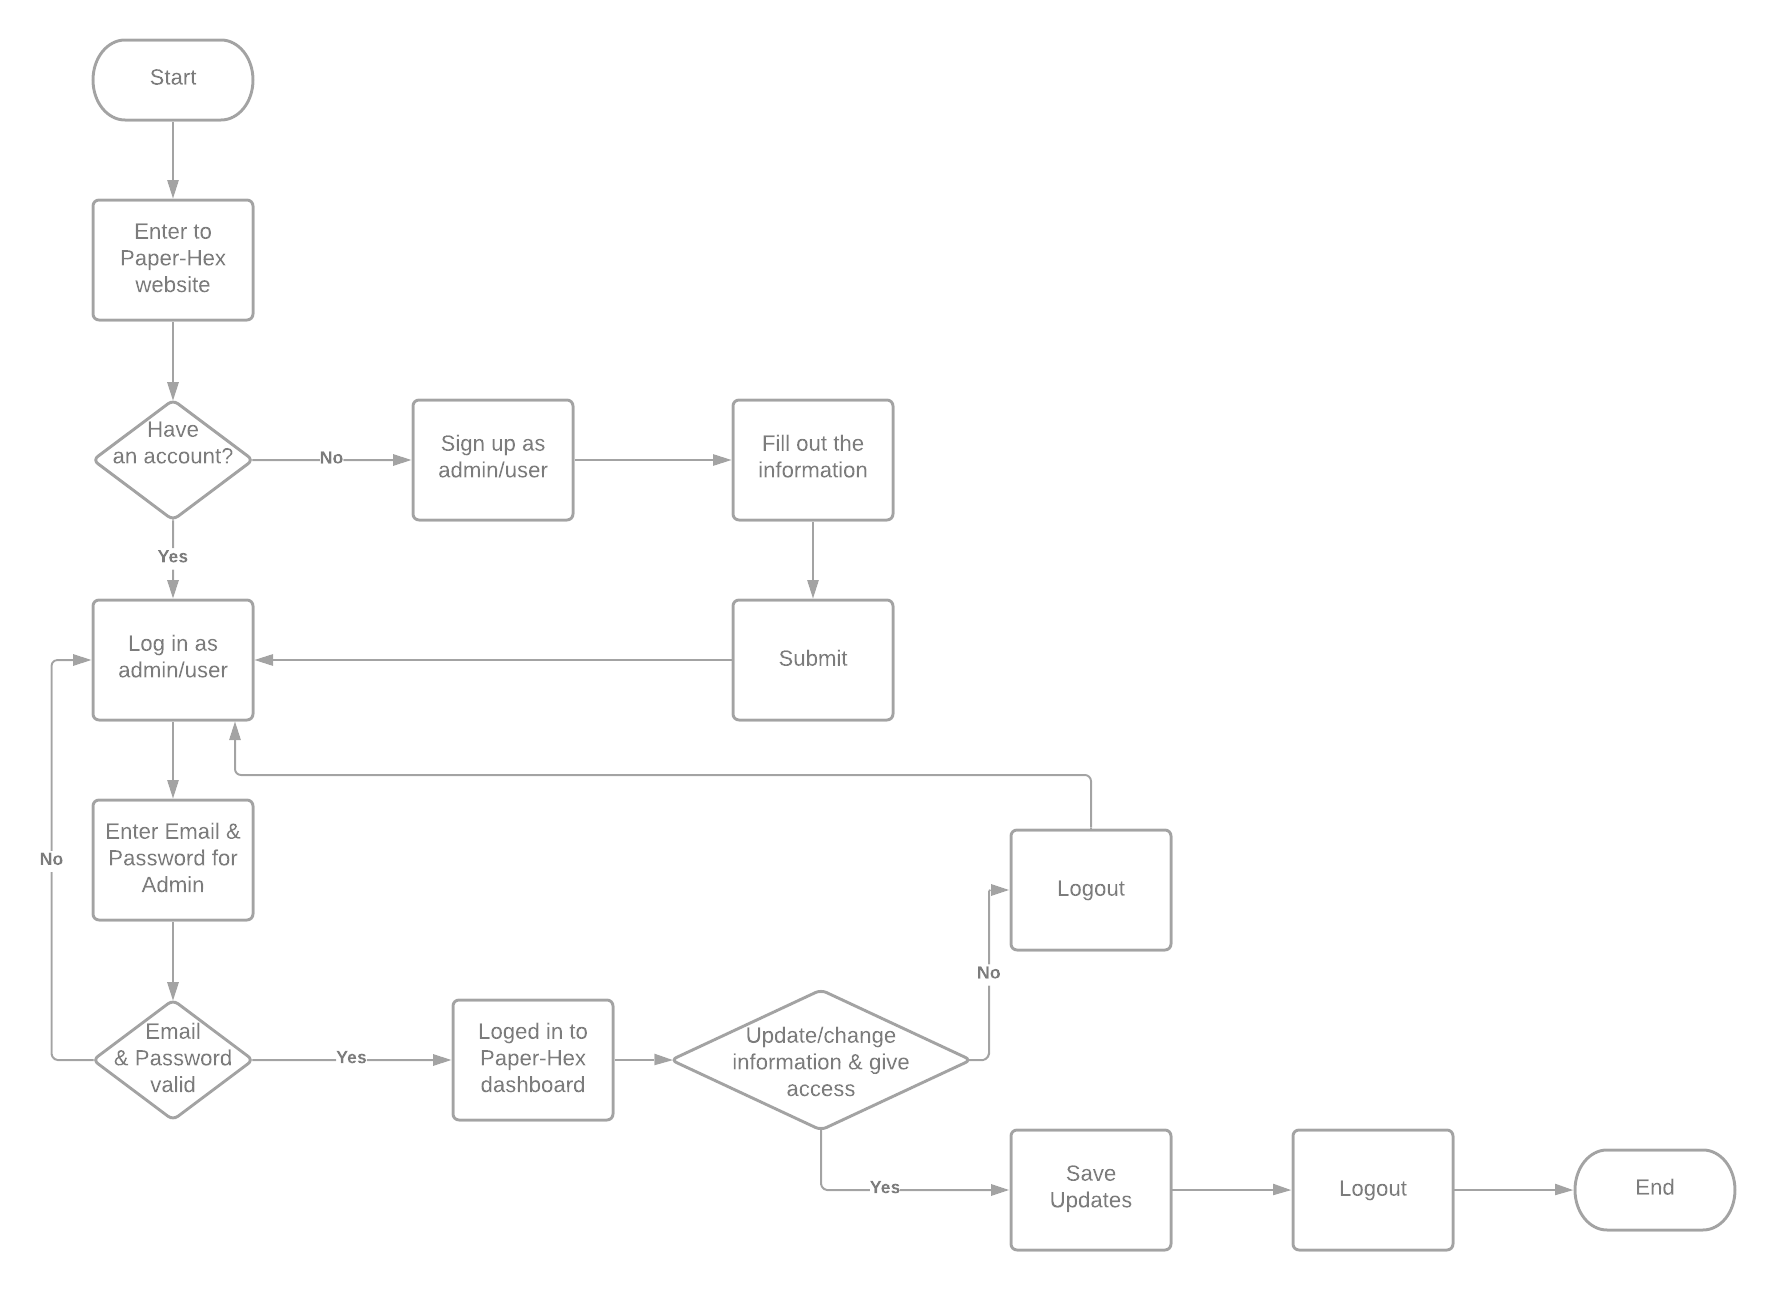 Start
Enter to
Paper-Hex
website
Have
an account?
No
Sign up as
admin/user
Fill out the
information
Yes
Log in as
admin/user
Submit
Enter Email &
Password for
Admin
No
Logout
No
Email
& Password
valid
Yes
Loged in to
Paper-Hex
dashboard
Update/change
information & give
access
Yes
Save
Updates
Logout
End